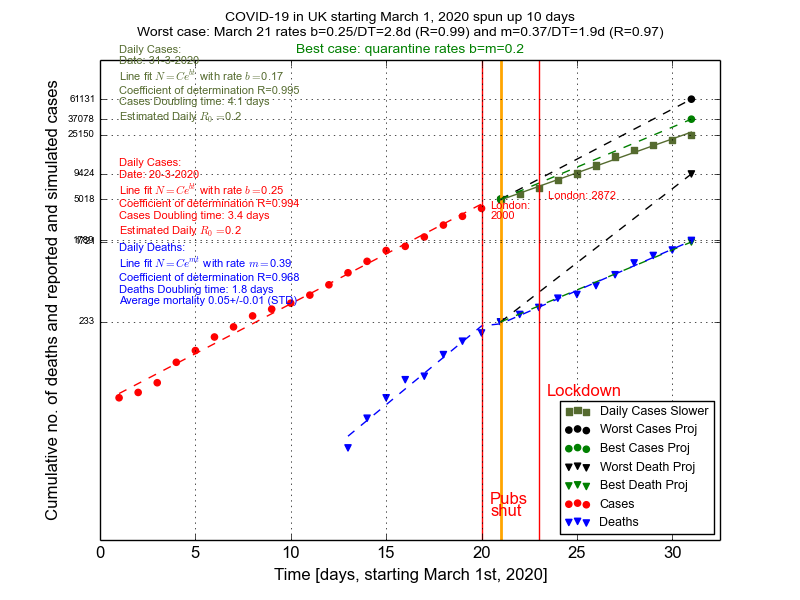 COVID-19 in UK starting March 1, 2020 spun up 10 days
Worst case: March 21 rates b=0.25/DT=2.8d (R=0.99) and m=0.37/DT=1.9d (R=0.97)
Best case: quarantine rates b=m=0.2
Daily Cases:
Date: 31-3-2020
Line fit N = Ce^{bt} with rate b = 0.17
Coefficient of determination R=0.995
Cases Doubling time: 4.1 days
Estimated Daily R_0 = 0.2
Daily Cases:
Date: 20-3-2020
Line fit N = Ce^{bt} with rate b = 0.25
Coefficient of determination R=0.994
Cases Doubling time: 3.4 days
Estimated Daily R_0 = 0.2
Daily Deaths:
Line fit N = Ce^{mt} with rate m = 0.39
Coefficient of determination R=0.968
Deaths Doubling time: 1.8 days
Average mortality 0.05+/-0.01 (STD)
Cumulative no. of deaths and reported and simulated cases
61131
37078
25150
9424
5018
1789
233
London:
2000
London: 2872
Lockdown
Pubs
shut
Daily Cases Slower
Worst Cases Proj
Best Cases Proj
Worst Death Proj
Best Death Proj
Cases
Deaths
0 5 10 15 20 25 30
Time [days, starting March 1st, 2020]